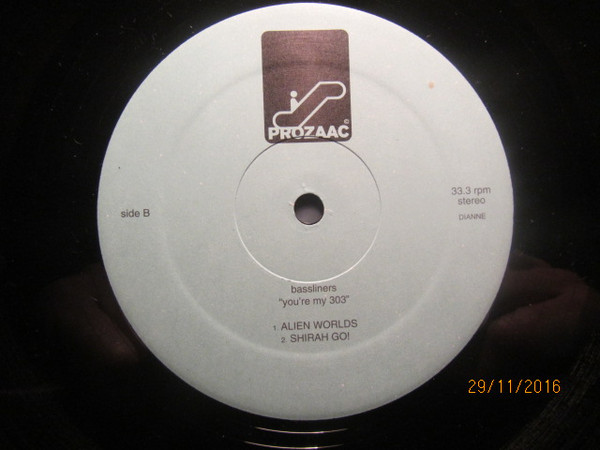 PROZAAC©
side B
33.3 rpm
stereo
DIANNE
bassliners
"you're my 303"
1. ALIEN WORLDS
2. SHIRAH GO!
29/11/2016